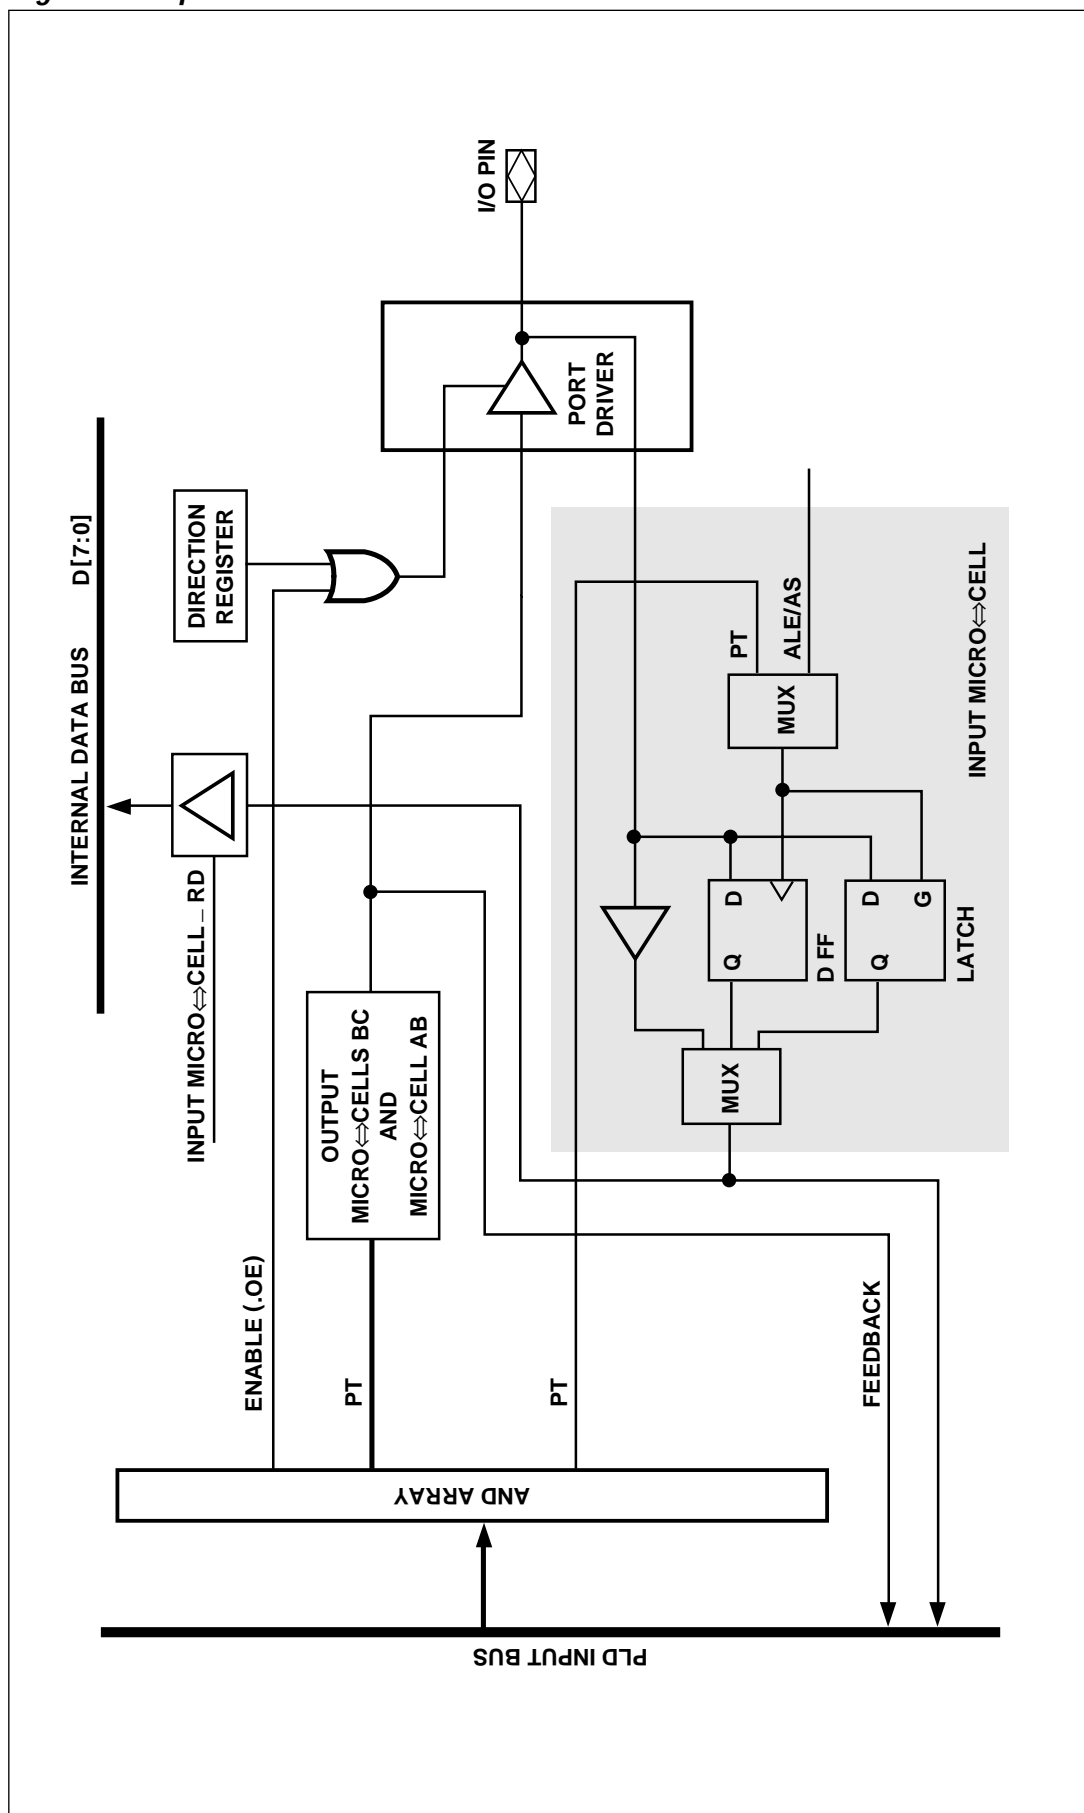 INTERNAL DATA BUS D[7:0]
INPUT MICRO⇔CELL_RD
DIRECTION
REGISTER
I/O PIN
ENABLE (.OE)
PT
OUTPUT
MICRO⇔CELLS BC
AND
MICRO⇔CELL AB
PORT
DRIVER
PT
AND ARRAY
PLD INPUT BUS
MUX
Q
D
D FF
PT
MUX
ALE/AS
Q
D
G
LATCH
FEEDBACK
INPUT MICRO⇔CELL